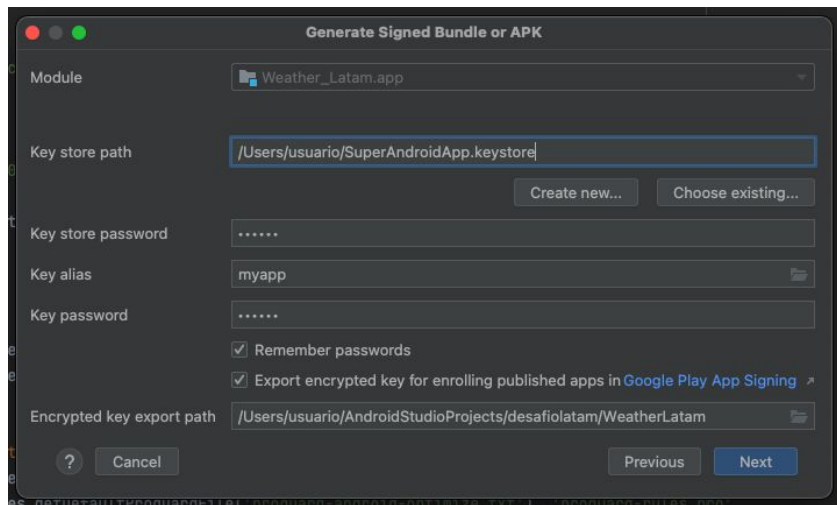 Generate Signed Bundle or APK
Module
Weather_Latam.app
Key store path
/Users/usuario/SuperAndroidApp.keystore
Create new...
Choose existing...
Key store password
••••••
Key alias
myapp
Key password
••••••
Remember passwords
Export encrypted key for enrolling published apps in Google Play App Signing ↗
Encrypted key export path
/Users/usuario/AndroidStudioProjects/desafiolatam/WeatherLatam
?
Cancel
Previous
Next